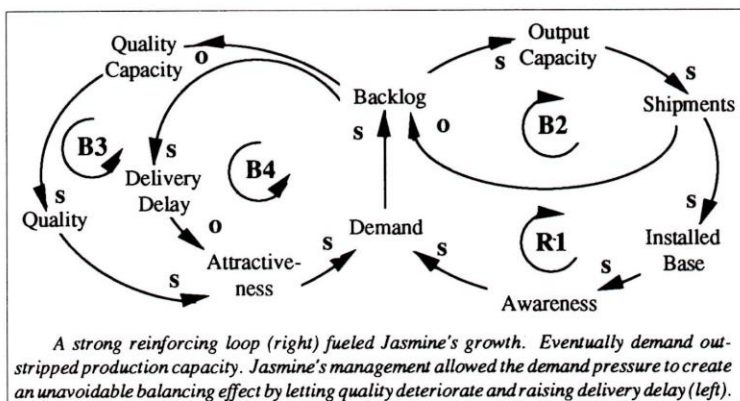 Quality
Capacity
o
Output
Capacity
s
s
Backlog
Shipments
s
o
B2
B3
s
B4
s
Delivery
Delay
s
Quality
o
s
Demand
R1
s
Installed
Base
s
s
Attractive-
ness
s
Awareness
A strong reinforcing loop (right) fueled Jasmine's growth. Eventually demand out-
stripped production capacity. Jasmine's management allowed the demand pressure to create
an unavoidable balancing effect by letting quality deteriorate and raising delivery delay (left).